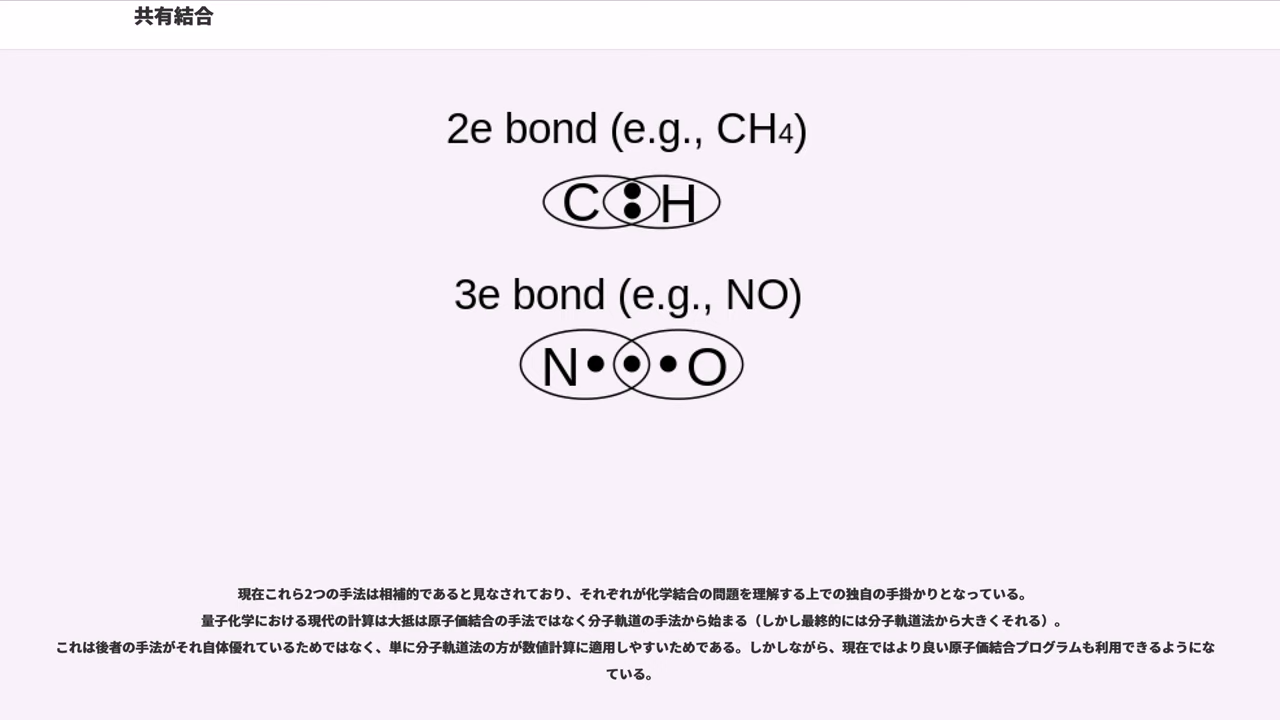 共有結合
2e bond (e.g., CH₄)
C : H
3e bond (e.g., NO)
N • • • O
現在これら2つの手法は相補的であると見なされており、それぞれが化学結合の問題を理解する上での独自の手掛かりとなっている。
量子化学における現代の計算は大抵は原子価結合の手法ではなく分子軌道の手法から始まる（しかし最終的には分子軌道法から大きくそれる）。
これは後者の手法がそれ自体優れているためではなく、単に分子軌道法の方が数値計算に適用しやすいためである。しかしながら、現在ではより良い原子価結合プログラムも利用できるようにな
ている。